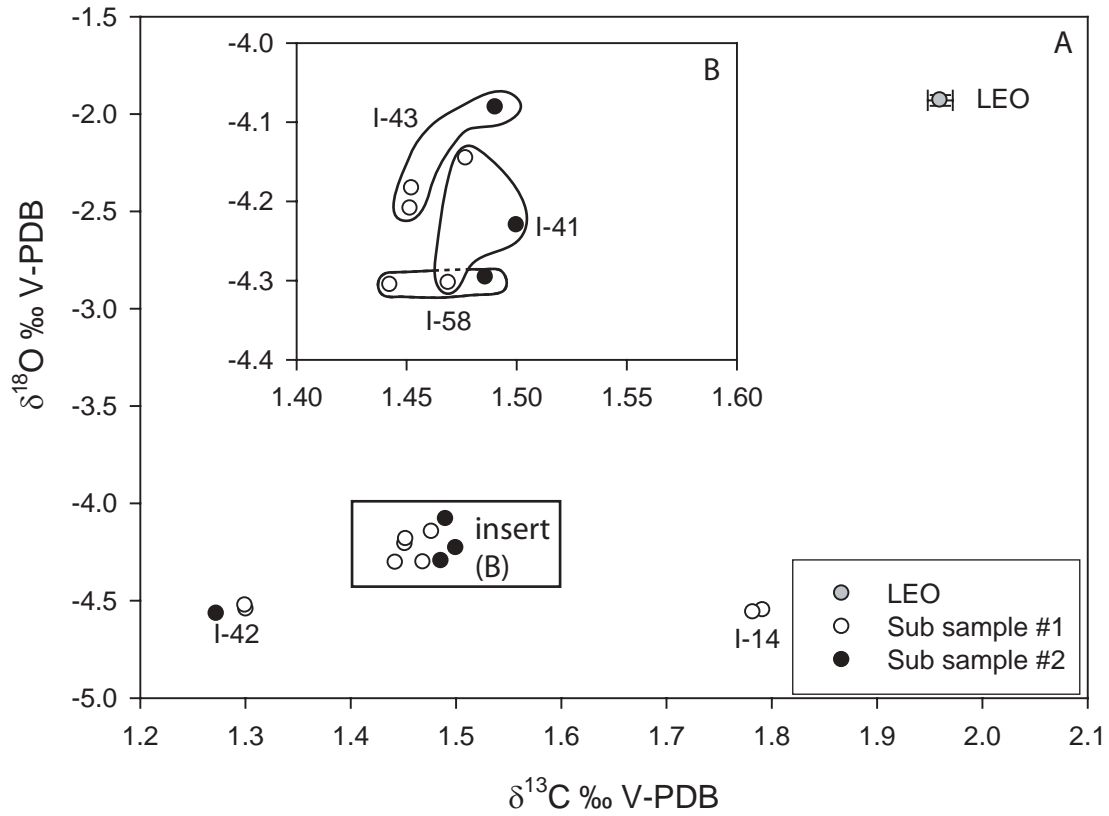 A
B
LEO
-1.5
-2.0
-2.5
-3.0
-3.5
-4.0
-4.5
-5.0
δ18O ‰ V-PDB
-4.0
-4.1
-4.2
-4.3
-4.4
I-43
I-41
I-58
1.40 1.45 1.50 1.55 1.60
insert
(B)
I-42
I-14
LEO
Sub sample #1
Sub sample #2
1.2 1.3 1.4 1.5 1.6 1.7 1.8 1.9 2.0 2.1
δ13C ‰ V-PDB